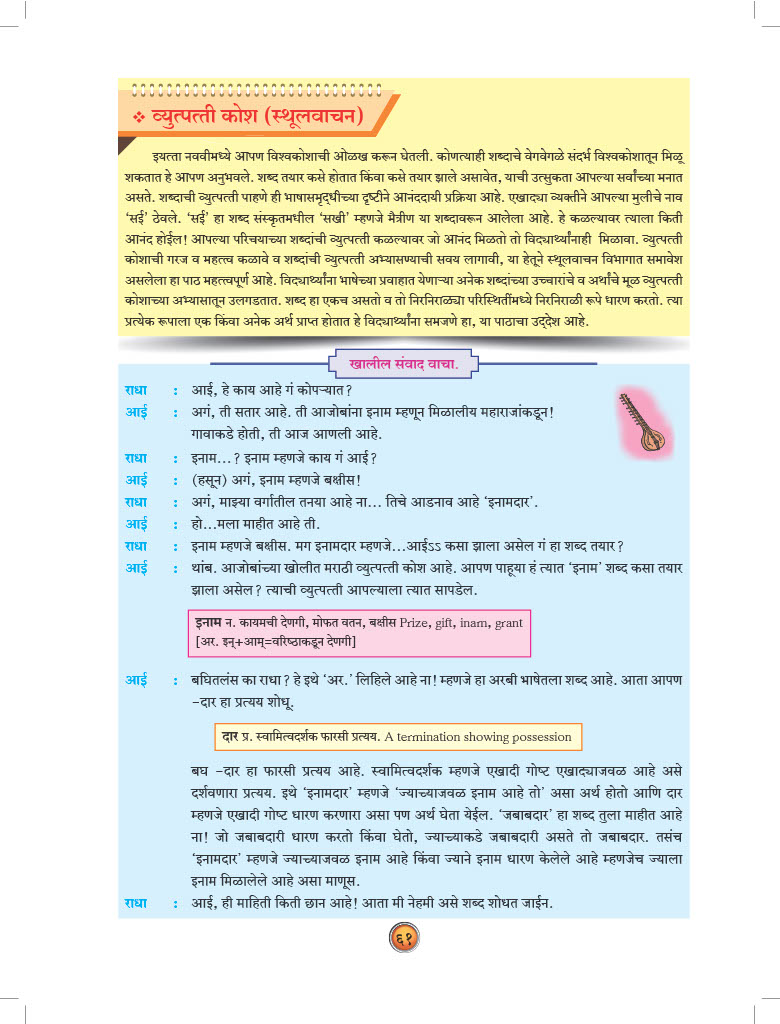 ❖ व्युत्पत्ती कोश (स्थूलवाचन)
इयत्ता नववीमध्ये आपण विश्वकोशाची ओळख करून घेतली. कोणत्याही शब्दाचे वेगवेगळे संदर्भ विश्वकोशातून मिळू
शकतात हे आपण अनुभवले. शब्द तयार कसे होतात किंवा कसे तयार झाले असावेत, याची उत्सुकता आपल्या सर्वांच्या मनात
असते. शब्दाची व्युत्पत्ती पाहणे ही भाषासमृद्धीच्या दृष्टीने आनंददायी प्रक्रिया आहे. एखाद्या व्यक्तीने आपल्या मुलीचे नाव
‘सई’ ठेवले. ‘सई’ हा शब्द संस्कृतमधील ‘सखी’ म्हणजे मैत्रीण या शब्दावरून आलेला आहे. हे कळल्यावर त्याला किती
आनंद होईल! आपल्या परिचयाच्या शब्दांची व्युत्पत्ती कळल्यावर जो आनंद मिळतो तो विद्यार्थ्यांनाही मिळावा. व्युत्पत्ती
कोशाची गरज व महत्त्व कळावे व शब्दांची व्युत्पत्ती अभ्यासण्याची सवय लागावी, या हेतूने स्थूलवाचन विभागात समावेश
असलेला हा पाठ महत्त्वपूर्ण आहे. विद्यार्थ्यांना भाषेच्या प्रवाहात येणाऱ्या अनेक शब्दांच्या उच्चारांचे व अर्थांचे मूळ व्युत्पत्ती
कोशाच्या अभ्यासातून उलगडतात. शब्द हा एकच असतो व तो निरनिराळ्या परिस्थितींमध्ये निरनिराळी रूपे धारण करतो. त्या
प्रत्येक रूपाला एक किंवा अनेक अर्थ प्राप्त होतात हे विद्यार्थ्यांना समजणे हा, या पाठाचा उद्देश आहे.
खालील संवाद वाचा.
राधा : आई, हे काय आहे गं कोपऱ्यात?
आई : अगं, ती सतार आहे. ती आजोबांना इनाम म्हणून मिळालीय महाराजांकडून!
गावाकडे होती, ती आज आणली आहे.
राधा : इनाम...? इनाम म्हणजे काय गं आई?
आई : (हसून) अगं, इनाम म्हणजे बक्षीस!
राधा : अगं, माझ्या वर्गातील तनया आहे ना... तिचे आडनाव आहे ‘इनामदार’.
आई : हो...मला माहीत आहे ती.
राधा : इनाम म्हणजे बक्षीस. मग इनामदार म्हणजे...आईऽऽ कसा झाला असेल गं हा शब्द तयार?
आई : थांब. आजोबांच्या खोलीत मराठी व्युत्पत्ती कोश आहे. आपण पाहूया हं त्यात ‘इनाम’ शब्द कसा तयार
झाला असेल? त्याची व्युत्पत्ती आपल्याला त्यात सापडेल.
इनाम न. कायमची देणगी, मोफत वतन, बक्षीस Prize, gift, inam, grant
[अर. इन्+आम्=वरिष्ठाकडून देणगी]
आई : बघितलंस का राधा? हे इथे ‘अर.’ लिहिले आहे ना! म्हणजे हा अरबी भाषेतला शब्द आहे. आता आपण
–दार हा प्रत्यय शोधू.
दार प्र. स्वामित्वदर्शक फारसी प्रत्यय. A termination showing possession
बघ –दार हा फारसी प्रत्यय आहे. स्वामित्वदर्शक म्हणजे एखादी गोष्ट एखाद्याजवळ आहे असे
दर्शवणारा प्रत्यय. इथे ‘इनामदार’ म्हणजे ‘ज्याच्याजवळ इनाम आहे तो’ असा अर्थ होतो आणि दार
म्हणजे एखादी गोष्ट धारण करणारा असा पण अर्थ घेता येईल. ‘जबाबदार’ हा शब्द तुला माहीत आहे
ना! जो जबाबदारी धारण करतो किंवा घेतो, ज्याच्याकडे जबाबदारी असते तो जबाबदार. तसंच
‘इनामदार’ म्हणजे ज्याच्याजवळ इनाम आहे किंवा ज्याने इनाम धारण केलेले आहे म्हणजेच ज्याला
इनाम मिळालेले आहे असा माणूस.
राधा : आई, ही माहिती किती छान आहे! आता मी नेहमी असे शब्द शोधत जाईन.
६१